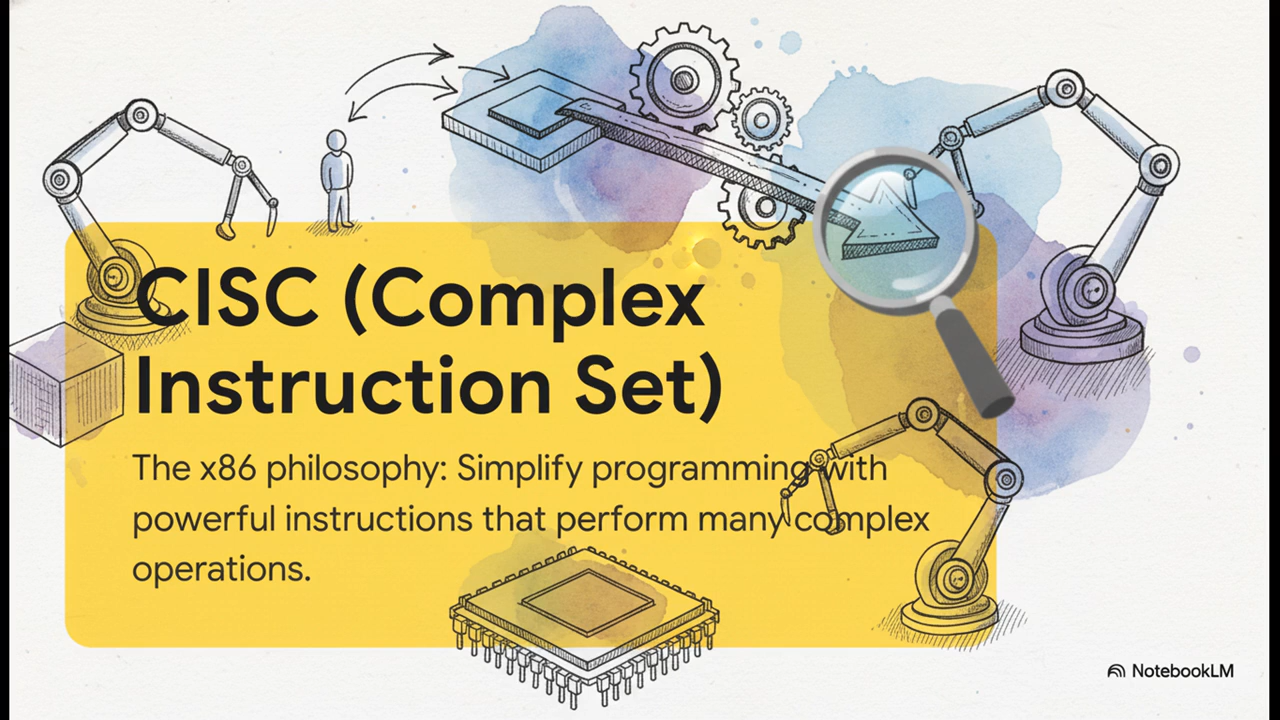 CISC (Complex
Instruction Set)
The x86 philosophy: Simplify programming with
powerful instructions that perform many complex
operations.
NotebookLM